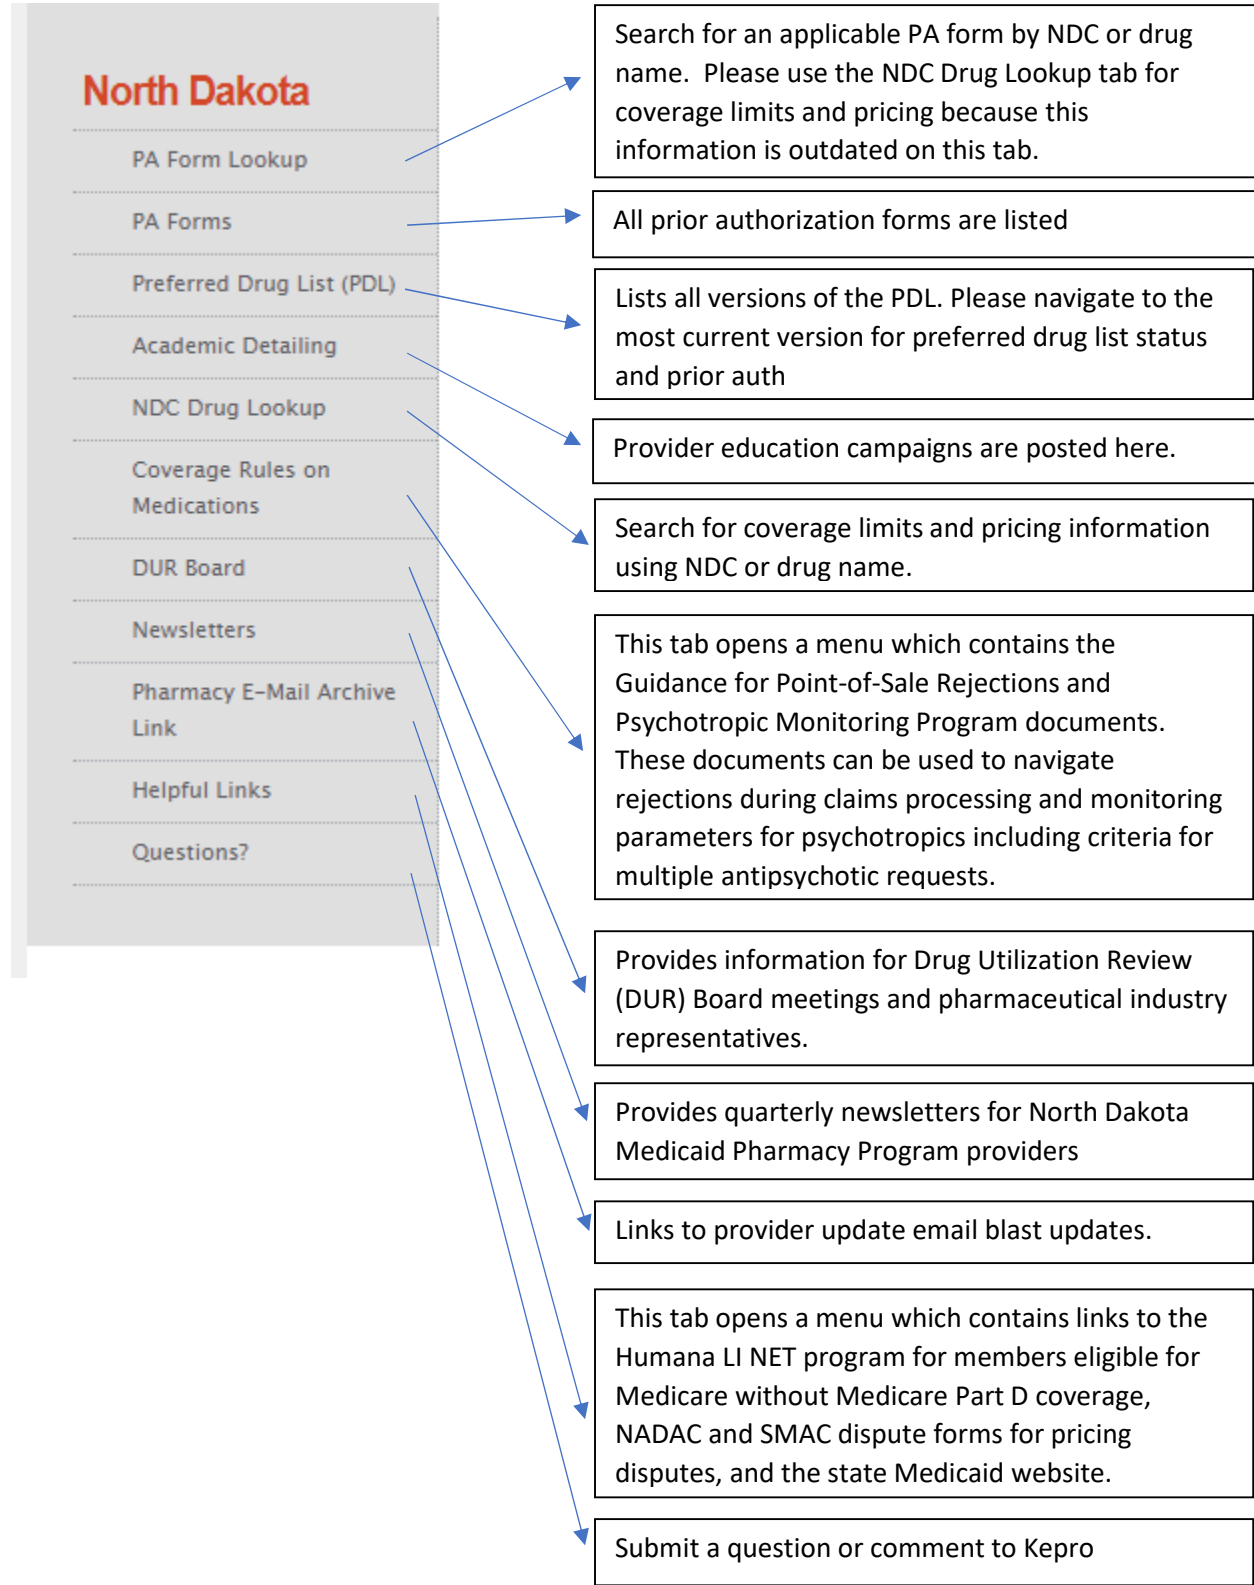 North Dakota
PA Form Lookup
PA Forms
Preferred Drug List (PDL)
Academic Detailing
NDC Drug Lookup
Coverage Rules on
Medications
DUR Board
Newsletters
Pharmacy E-Mail Archive
Link
Helpful Links
Questions?
Search for an applicable PA form by NDC or drug
name.  Please use the NDC Drug Lookup tab for
coverage limits and pricing because this
information is outdated on this tab.
All prior authorization forms are listed
Lists all versions of the PDL. Please navigate to the
most current version for preferred drug list status
and prior auth
Provider education campaigns are posted here.
Search for coverage limits and pricing information
using NDC or drug name.
This tab opens a menu which contains the
Guidance for Point-of-Sale Rejections and
Psychotropic Monitoring Program documents.
These documents can be used to navigate
rejections during claims processing and monitoring
parameters for psychotropics including criteria for
multiple antipsychotic requests.
Provides information for Drug Utilization Review
(DUR) Board meetings and pharmaceutical industry
representatives.
Provides quarterly newsletters for North Dakota
Medicaid Pharmacy Program providers
Links to provider update email blast updates.
This tab opens a menu which contains links to the
Humana LI NET program for members eligible for
Medicare without Medicare Part D coverage,
NADAC and SMAC dispute forms for pricing
disputes, and the state Medicaid website.
Submit a question or comment to Kepro